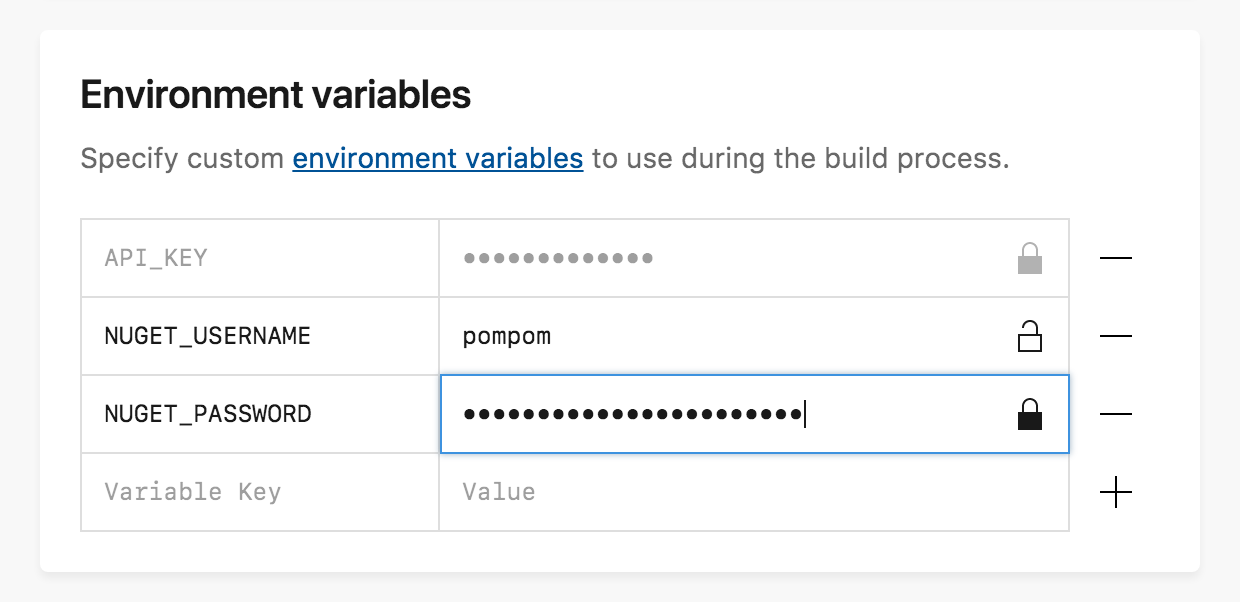 Environment variables
Specify custom environment variables to use during the build process.
API_KEY •••••••••••••
NUGET_USERNAME pompom
NUGET_PASSWORD •••••••••••••••••••••••
Variable Key Value